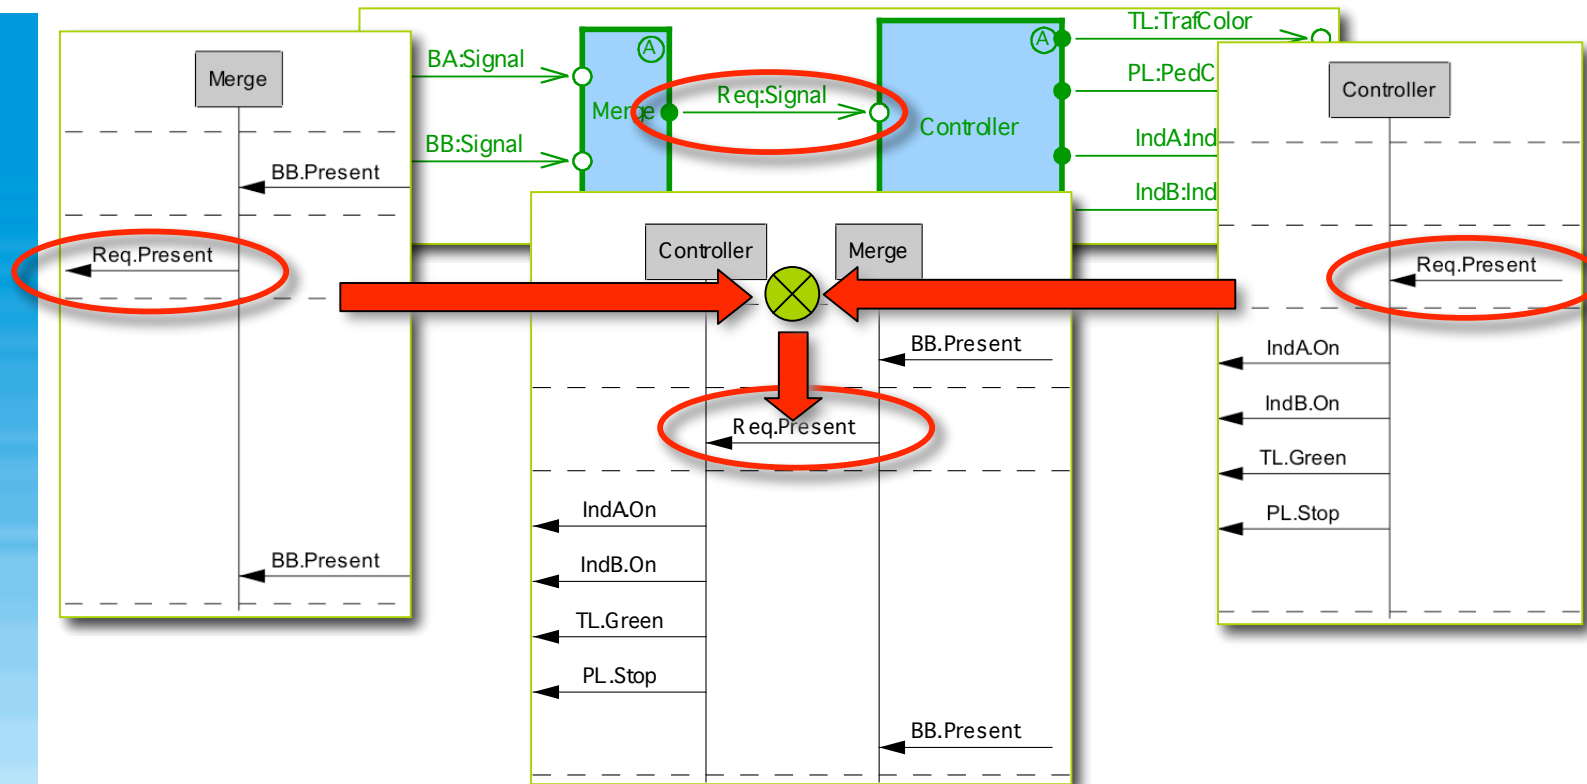 Merge
BB.Present
Req.Present
BB.Present
BA:Signal
BB:Signal
A
Merge
Req:Signal
A
Controller
TL:TrafColor
PL:PedC
IndA:Ind
IndB:Ind
Controller
Merge
BB.Present
Req.Present
IndA.On
IndB.On
TL.Green
PL.Stop
BB.Present
Controller
Req.Present
IndA.On
IndB.On
TL.Green
PL.Stop